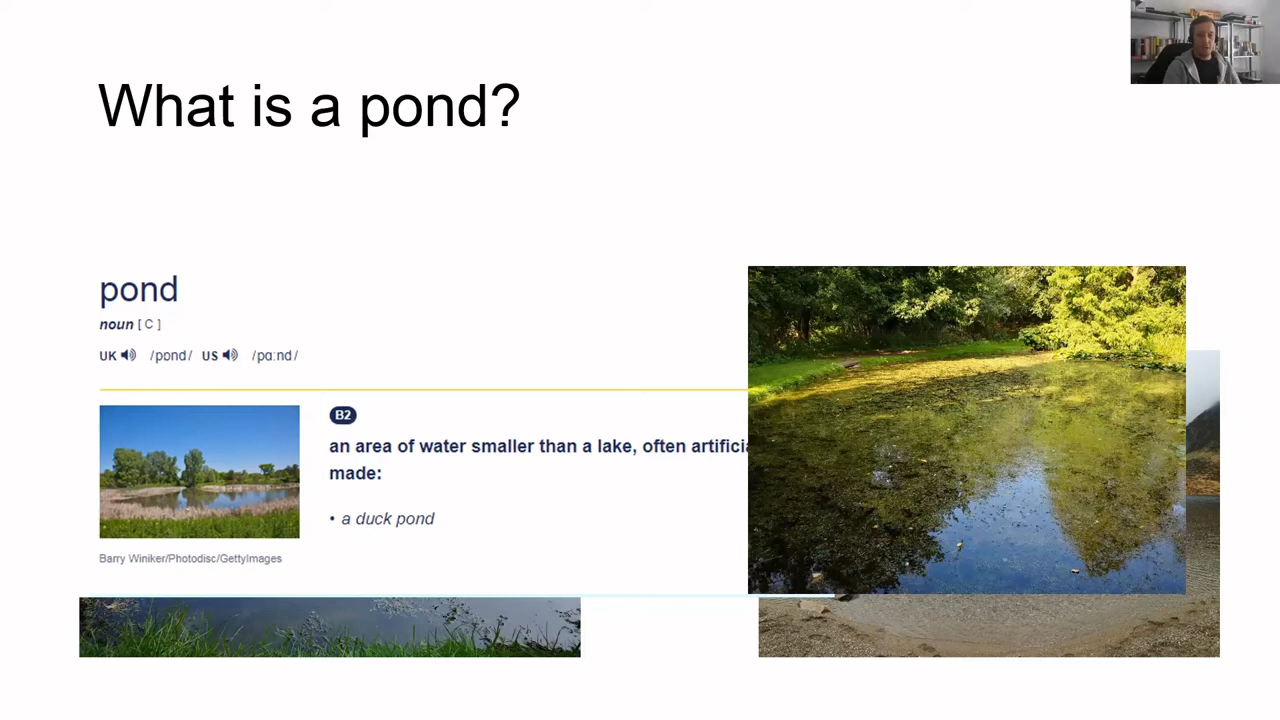 What is a pond?
pond
noun [ C ]
UK /pɒnd/ US /pɑːnd/
B2
an area of water smaller than a lake, often
made:
• a duck pond
Barry Winiker/Photodisc/GettyImages